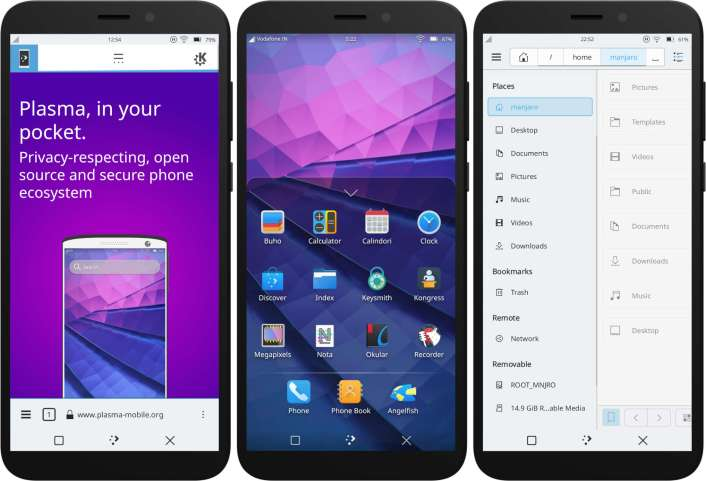 12:54
75%
Plasma, in your
pocket.
Privacy-respecting, open
source and secure phone
ecosystem
Search...
1
www.plasma-mobile.org
Vodafone IN
5:22
61%
Buho
Calculator
Calindori
Clock
Discover
Index
Keysmith
Kongress
Megapixels
Nota
Okular
Recorder
Phone
Phone Book
Angelfish
22:52
61%
/
home
manjaro
Places
manjaro
Desktop
Documents
Pictures
Music
Videos
Downloads
Bookmarks
Trash
Remote
Network
Removable
ROOT_MNJRO
14.9 GiB R...able Media
Pictures
Templates
Videos
Public
Documents
Downloads
Music
Desktop